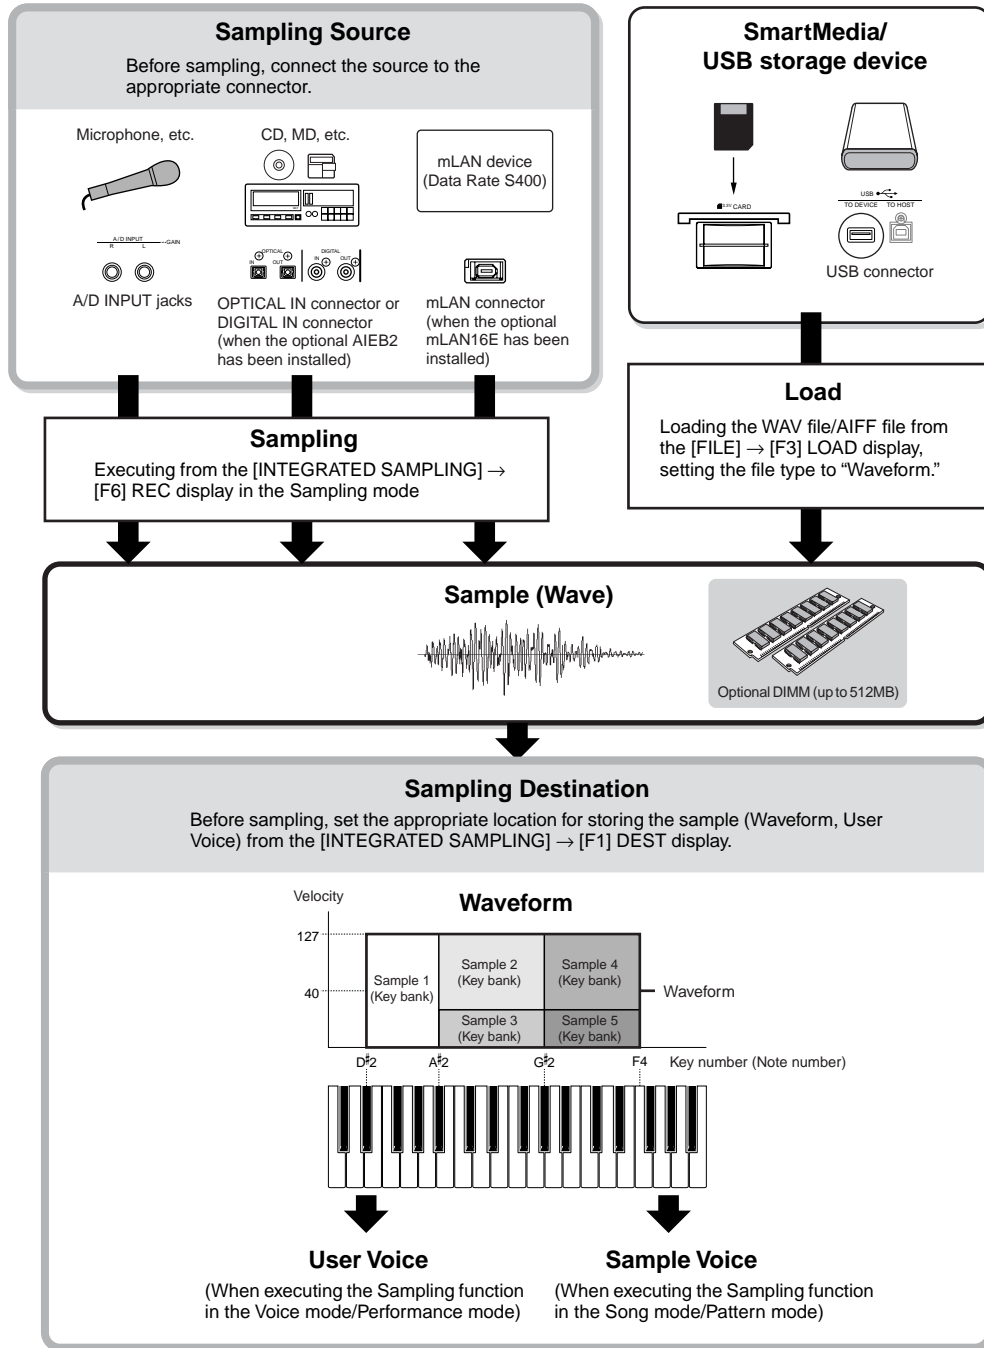 Sampling Source
Before sampling, connect the source to the
appropriate connector.
Microphone, etc.
CD, MD, etc.
mLAN device
(Data Rate S400)
A/D INPUT
R L
GAIN
OPTICAL
IN OUT
DIGITAL
IN OUT
A/D INPUT jacks
OPTICAL IN connector or
DIGITAL IN connector
(when the optional AIEB2
has been installed)
mLAN connector
(when the optional
mLAN16E has been
installed)
SmartMedia/
USB storage device
3.3V CARD
USB
TO DEVICE TO HOST
USB connector
Sampling
Executing from the [INTEGRATED SAMPLING] →
[F6] REC display in the Sampling mode
Load
Loading the WAV file/AIFF file from
the [FILE] → [F3] LOAD display,
setting the file type to “Waveform.”
Sample (Wave)
Optional DIMM (up to 512MB)
Sampling Destination
Before sampling, set the appropriate location for storing the sample (Waveform, User
Voice) from the [INTEGRATED SAMPLING] → [F1] DEST display.
Velocity
Waveform
127
40
Sample 1
(Key bank)
Sample 2
(Key bank)
Sample 4
(Key bank)
Sample 3
(Key bank)
Sample 5
(Key bank)
Waveform
D♯2 A♯2 G♯2 F4 Key number (Note number)
User Voice
(When executing the Sampling function
in the Voice mode/Performance mode)
Sample Voice
(When executing the Sampling function
in the Song mode/Pattern mode)